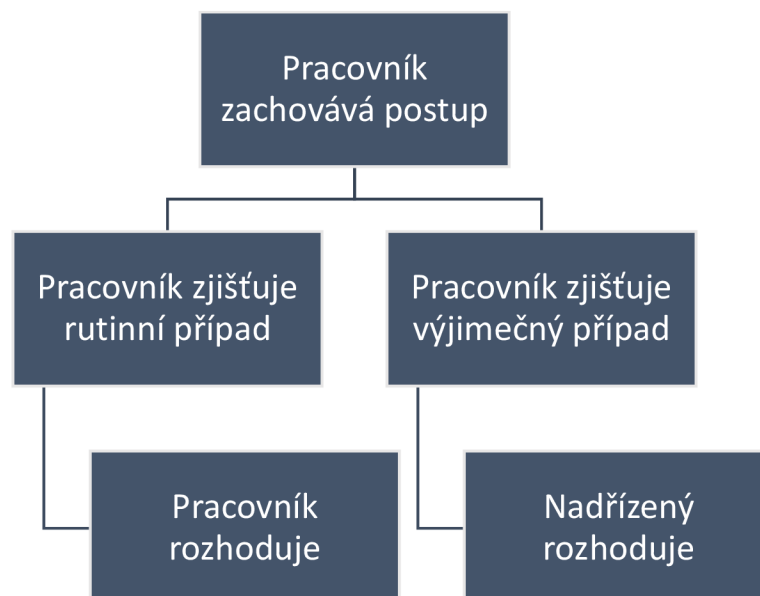 Pracovník
zachovává postup
Pracovník zjišťuje
rutinní případ
Pracovník zjišťuje
výjimečný případ
Pracovník
rozhoduje
Nadřízený
rozhoduje